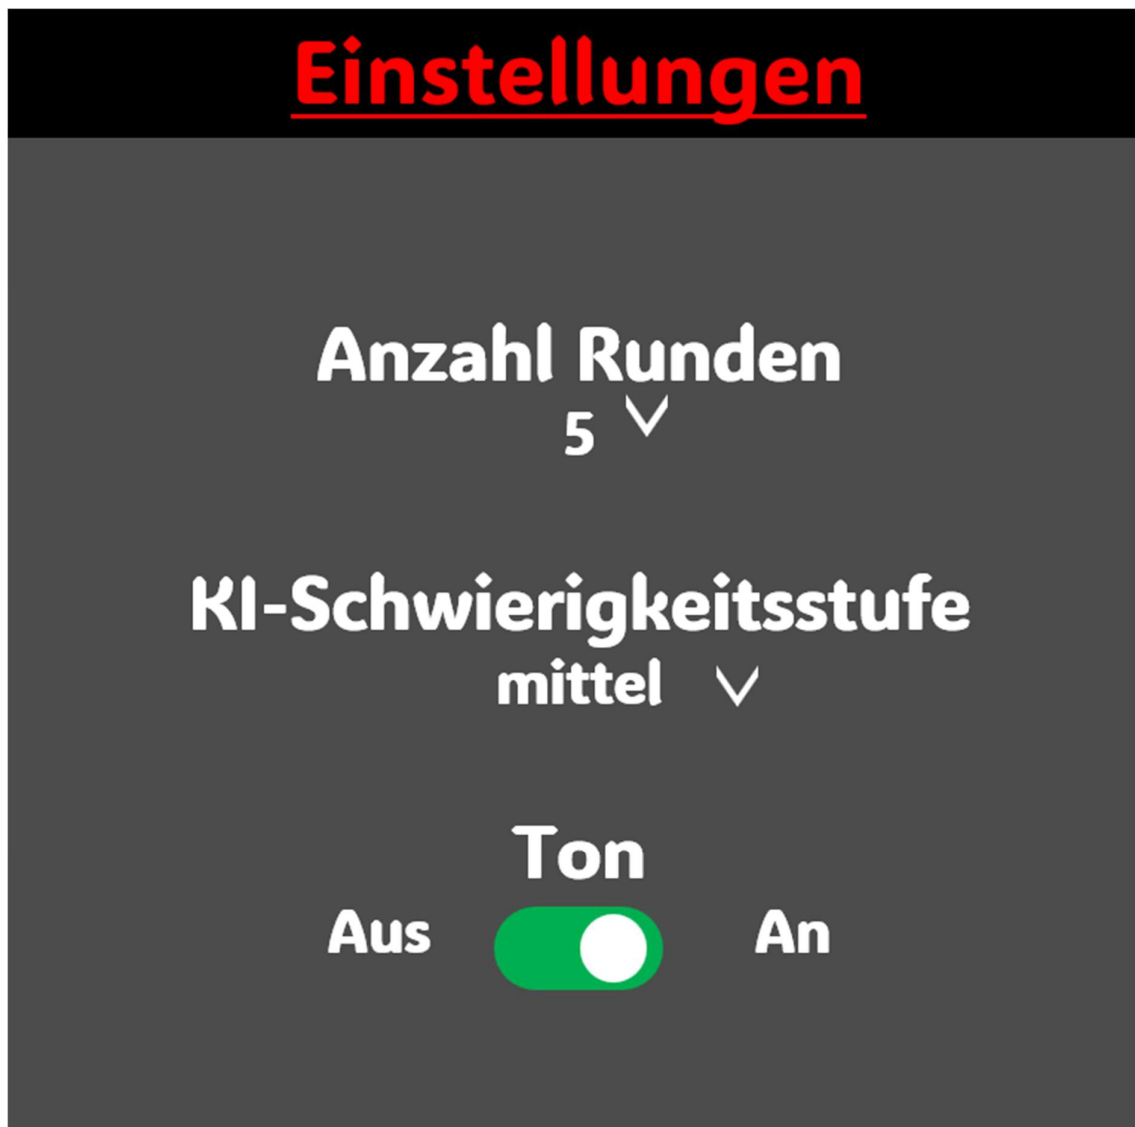 Einstellungen
Anzahl Runden
5
KI-Schwierigkeitsstufe
mittel
Ton
Aus An